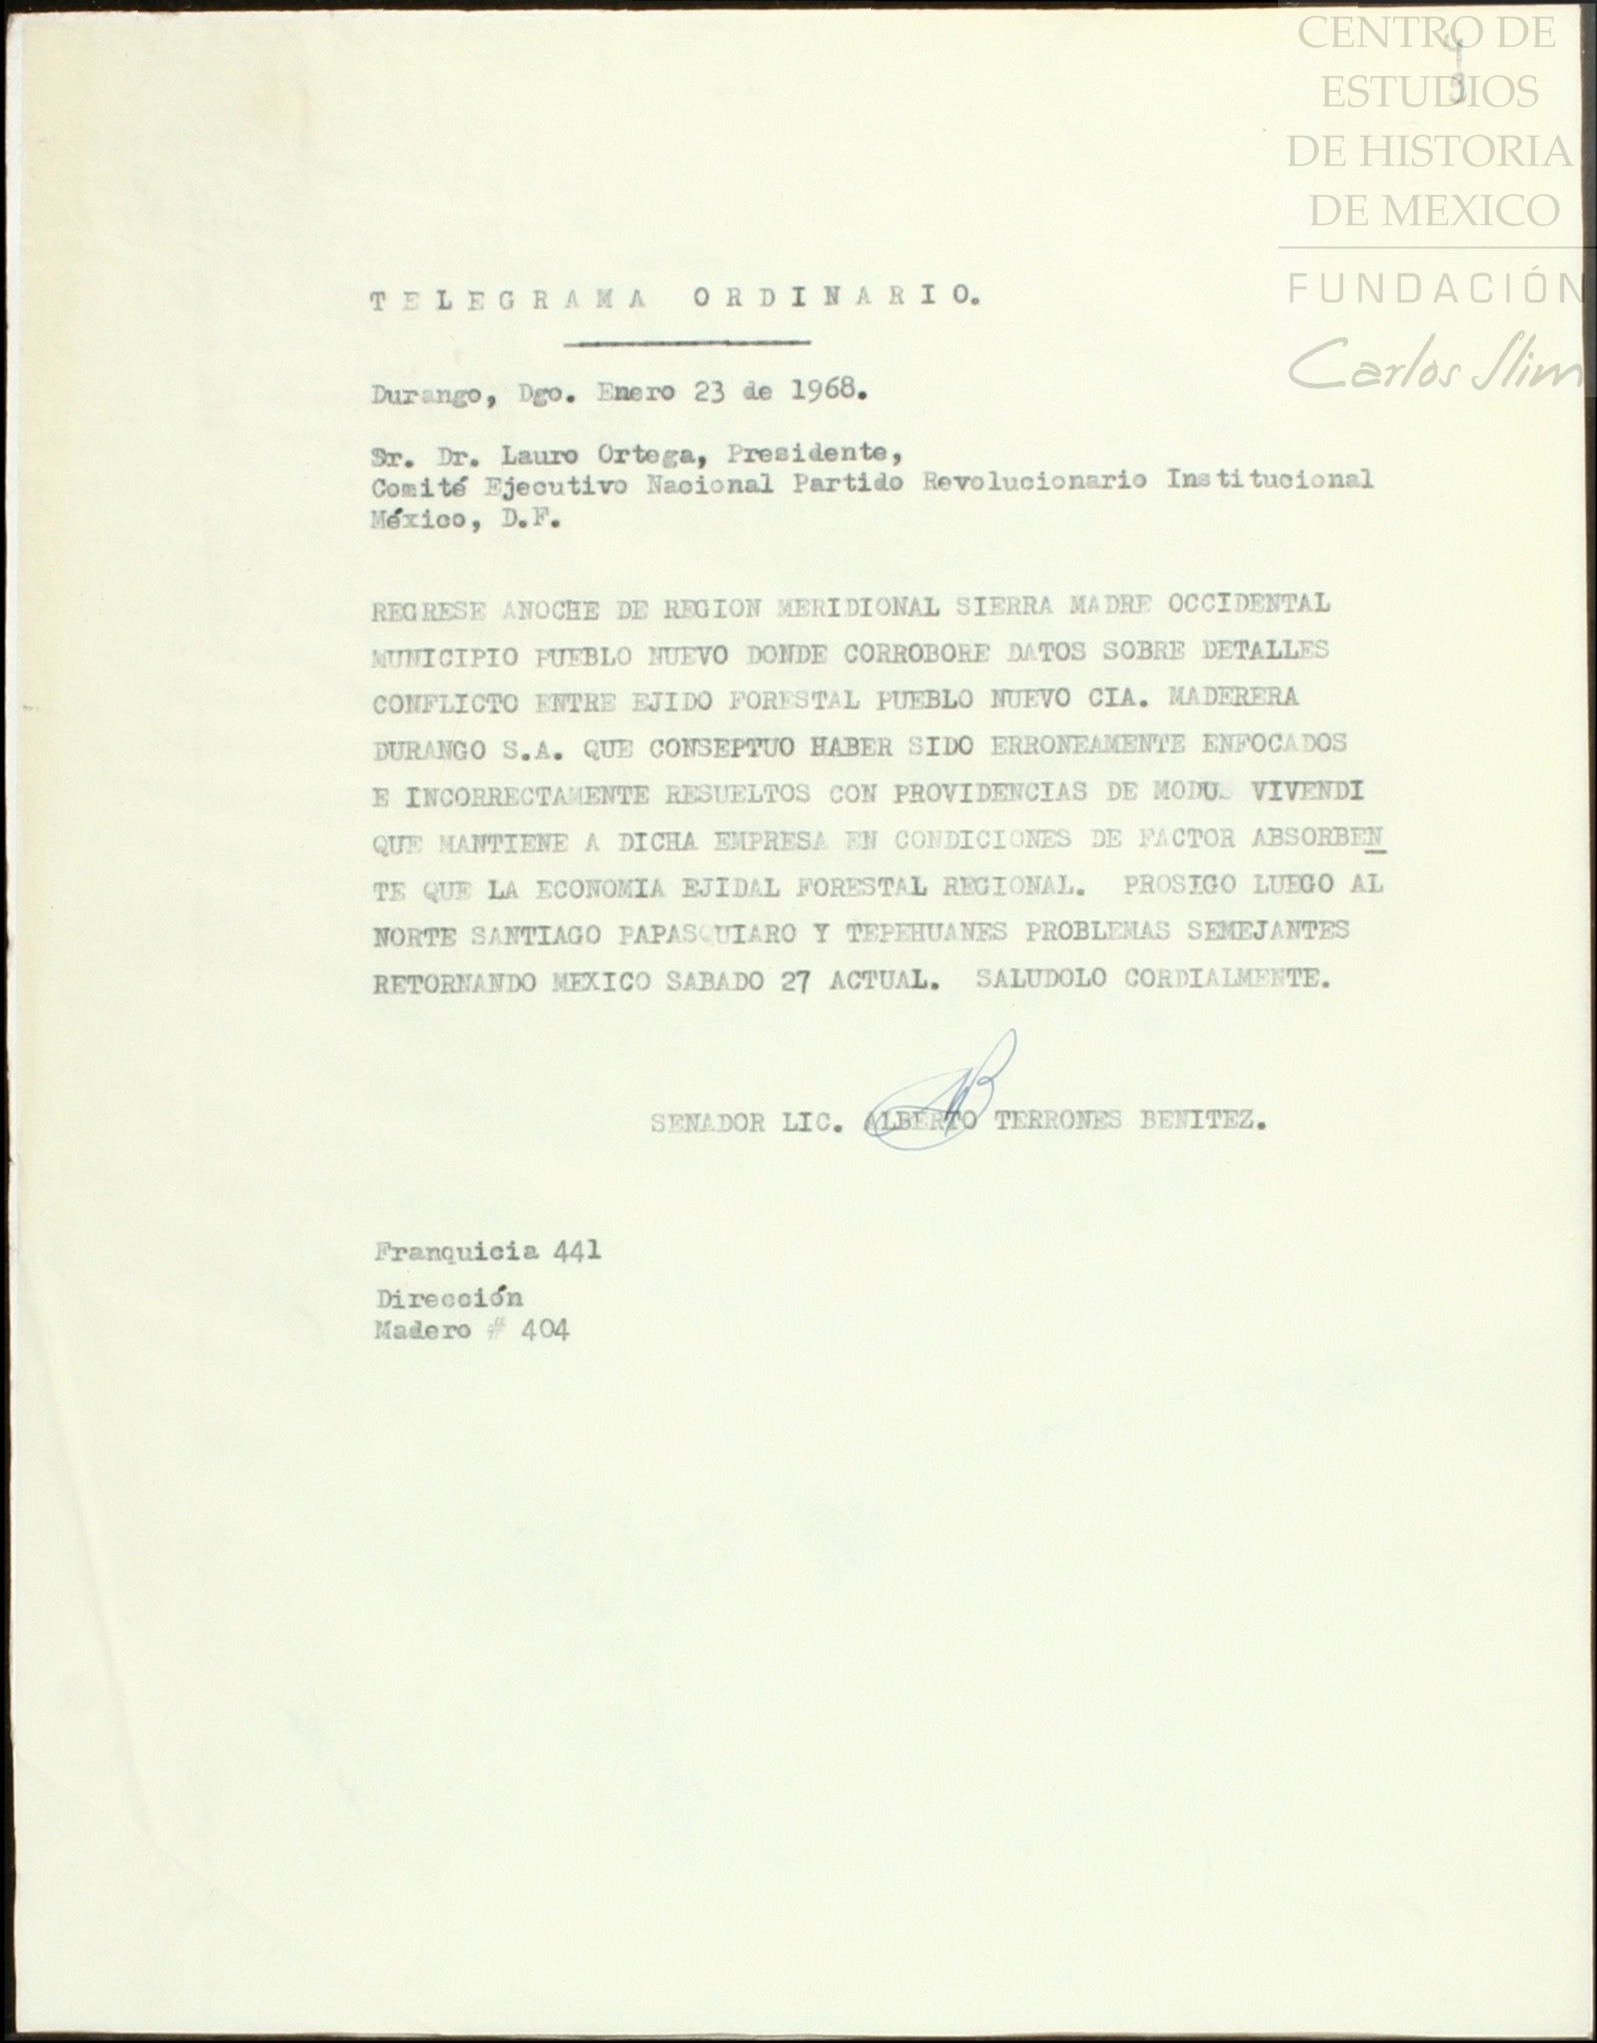 CENTRO DE
ESTUDIOS
DE HISTORIA
DE MEXICO
FUNDACIÓN
Carlos Slim
TELEGRAMA ORDINARIO.
Durango, Dgo. Enero 23 de 1968.
Sr. Dr. Lauro Ortega, Presidente,
Comité Ejecutivo Nacional Partido Revolucionario Institucional
México, D.F.
REGRESE ANOCHE DE REGION MERIDIONAL SIERRA MADRE OCCIDENTAL
MUNICIPIO PUEBLO NUEVO DONDE CORROBORE DATOS SOBRE DETALLES
CONFLICTO ENTRE EJIDO FORESTAL PUEBLO NUEVO CIA. MADERERA
DURANGO S.A. QUE CONSEPTUO HABER SIDO ERRONEAMENTE ENFOCADOS
E INCORRECTAMENTE RESUELTOS CON PROVIDENCIAS DE MODUS VIVENDI
QUE MANTIENE A DICHA EMPRESA EN CONDICIONES DE FACTOR ABSORBEN
TE QUE LA ECONOMIA EJIDAL FORESTAL REGIONAL. PROSIGO LUEGO AL
NORTE SANTIAGO PAPASQUIARO Y TEPEHUANES PROBLEMAS SEMEJANTES
RETORNANDO MEXICO SABADO 27 ACTUAL. SALUDOLO CORDIALMENTE.
SENADOR LIC. ALBERTO TERRONES BENITEZ.
Franquicia 441
Dirección
Madero # 404